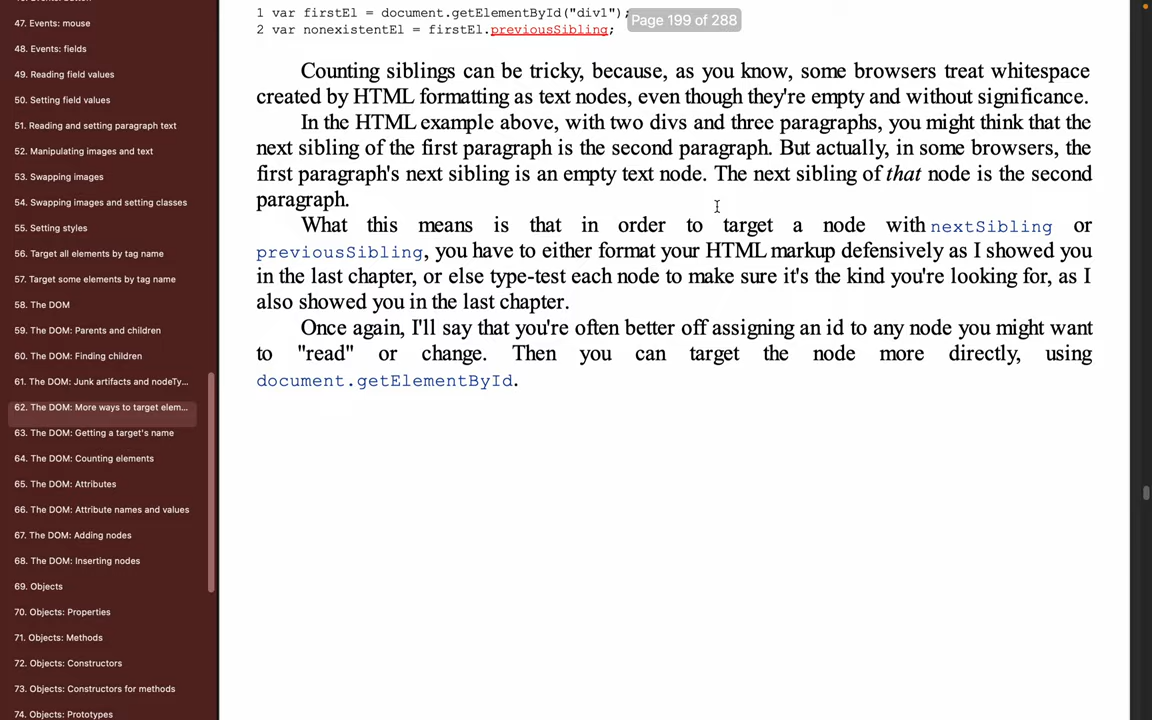 47. Events: mouse
48. Events: fields
49. Reading field values
50. Setting field values
51. Reading and setting paragraph text
52. Manipulating images and text
53. Swapping images
54. Swapping images and setting classes
55. Setting styles
56. Target all elements by tag name
57. Target some elements by tag name
58. The DOM
59. The DOM: Parents and children
60. The DOM: Finding children
61. The DOM: Junk artifacts and nodeTy...
62. The DOM: More ways to target elem...
63. The DOM: Getting a target's name
64. The DOM: Counting elements
65. The DOM: Attributes
66. The DOM: Attribute names and values
67. The DOM: Adding nodes
68. The DOM: Inserting nodes
69. Objects
70. Objects: Properties
71. Objects: Methods
72. Objects: Constructors
73. Objects: Constructors for methods
74. Objects: Prototypes
Page 199 of 288
1 var firstEl = document.getElementById("div1");
2 var nonexistentEl = firstEl.previousSibling;
Counting siblings can be tricky, because, as you know, some browsers treat whitespace
created by HTML formatting as text nodes, even though they're empty and without significance.
In the HTML example above, with two divs and three paragraphs, you might think that the
next sibling of the first paragraph is the second paragraph. But actually, in some browsers, the
first paragraph's next sibling is an empty text node. The next sibling of that node is the second
paragraph.
What this means is that in order to target a node with nextSibling or
previousSibling, you have to either format your HTML markup defensively as I showed you
in the last chapter, or else type-test each node to make sure it's the kind you're looking for, as I
also showed you in the last chapter.
Once again, I'll say that you're often better off assigning an id to any node you might want
to "read" or change. Then you can target the node more directly, using
document.getElementById.